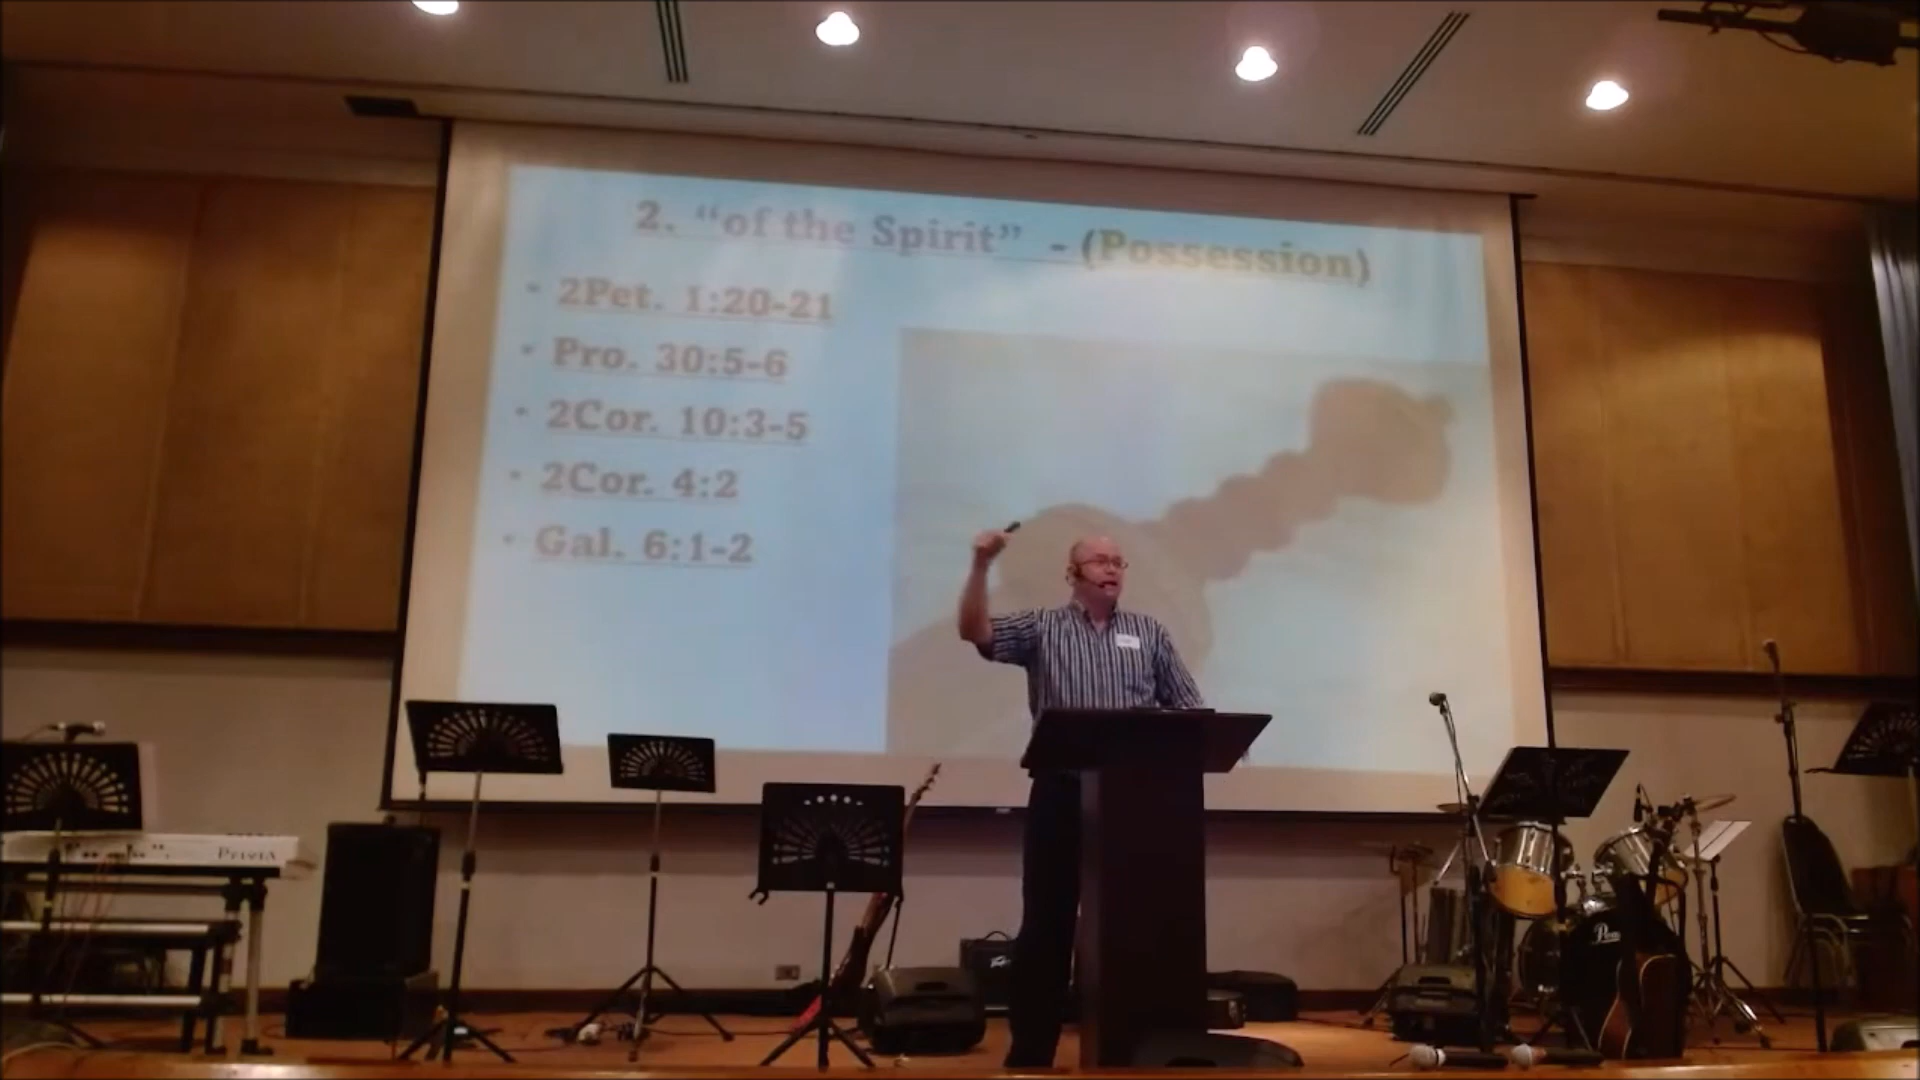 2. “of the Spirit” - (Possession)
• 2Pet. 1:20-21
• Pro. 30:5-6
• 2Cor. 10:3-5
• 2Cor. 4:2
• Gal. 6:1-2
Privia